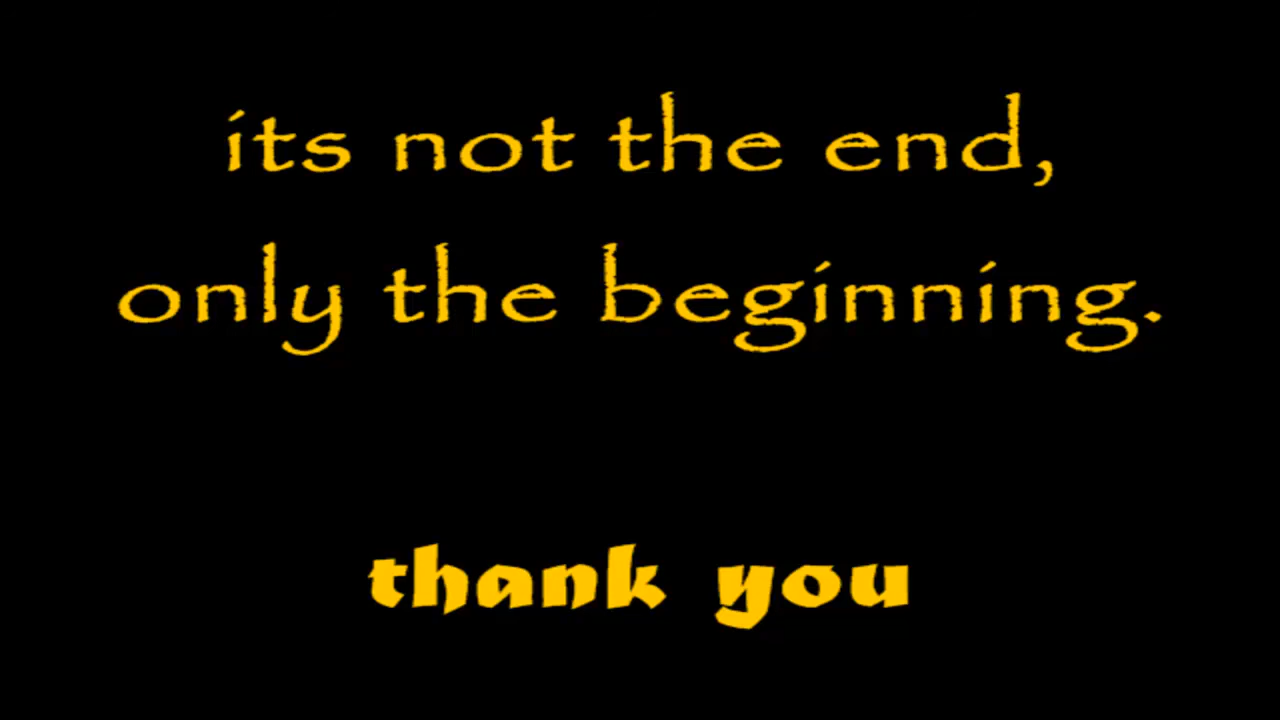 its not the end,
only the beginning.
thank you